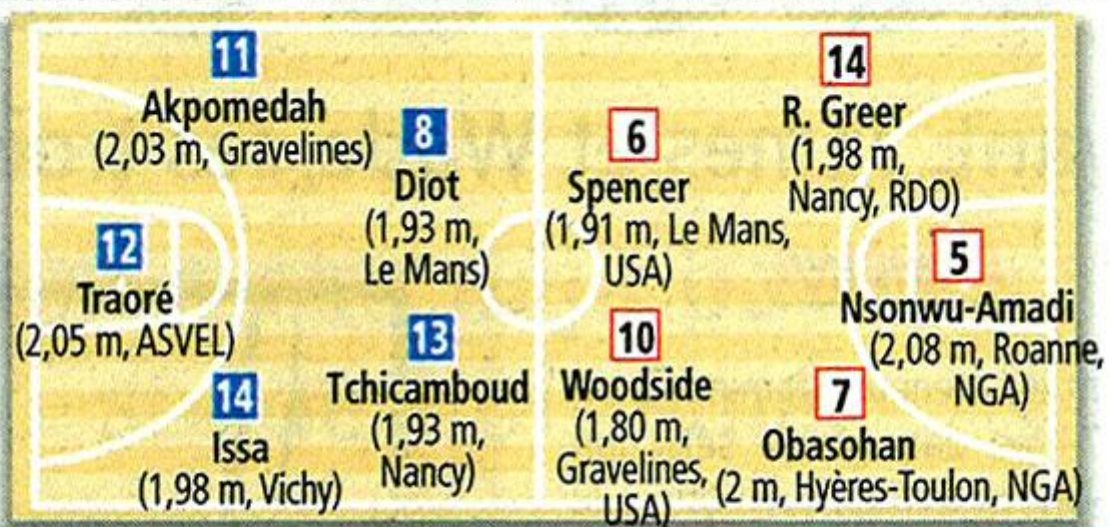 11
Akpomedah
(2,03 m, Gravelines)
8
Diot
(1,93 m,
Le Mans)
12
Traoré
(2,05 m, ASVEL)
13
Tchicamboud
(1,93 m,
Nancy)
14
Issa
(1,98 m, Vichy)
6
Spencer
(1,91 m, Le Mans,
USA)
14
R. Greer
(1,98 m,
Nancy, RDO)
5
Nsonwu-Amadi
(2,08 m, Roanne,
NGA)
10
Woodside
(1,80 m,
Gravelines,
USA)
7
Obasohan
(2 m, Hyères-Toulon, NGA)